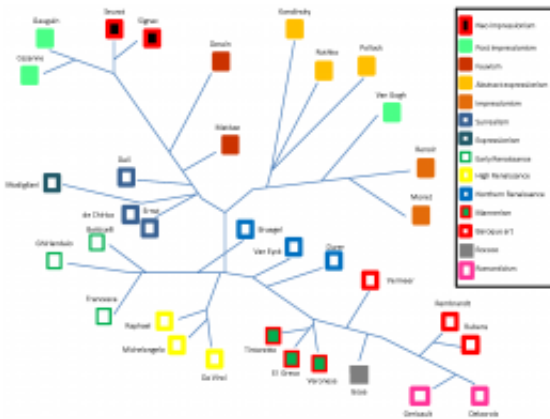 Gauguin
Seurat
Signac
Cezanne
Derain
Kandinsky
Rothko
Pollock
Van Gogh
Matisse
Renoir
Monet
Dali
Modigliani
de Chirico
Ernst
Botticelli
Ghirlandaio
Francesca
Bruegel
Van Eyck
Durer
Vermeer
Raphael
Michelangelo
Da Vinci
Tintoretto
El Greco
Veronese
Rembrandt
Rubens
Gericault
Delacroix
Neo Impressionism
Post Impressionism
Fauvism
Abstract expressionism
Impressionism
Surrealism
Expressionism
Early Renaissance
High Renaissance
Northern Renaissance
Mannerism
Baroque art
Rococo
Romanticism